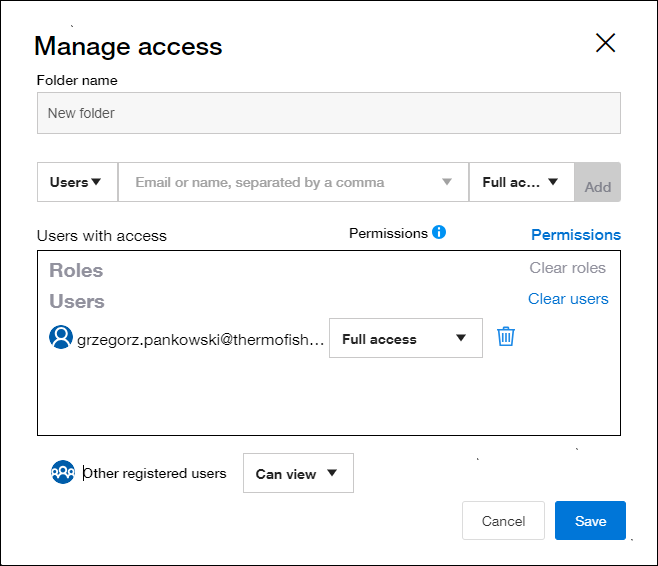 Manage access
Folder name
New folder
Users Email or name, separated by a comma Full ac... Add
Users with access Permissions Permissions
Roles Clear roles
Users Clear users
grzegorz.pankowski@thermofish... Full access
Other registered users Can view
Cancel Save